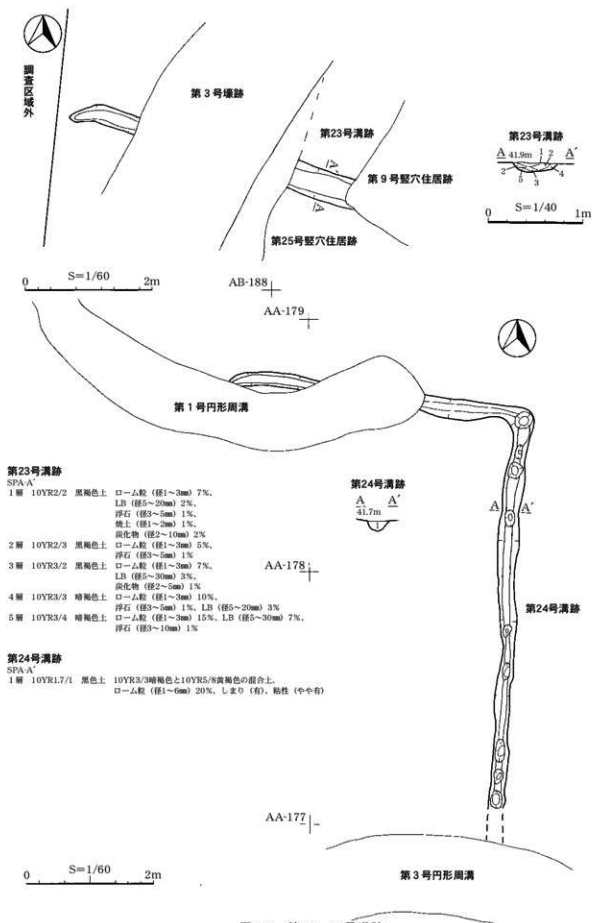 調査区域外
第3号壕跡
第23号溝跡
第9号竪穴住居跡
第25号竪穴住居跡
A
A′
第23号溝跡
A 41.9m 1 2 A′
2 5 3 4
S=1/40
0 1m
S=1/60
0 2m
AB-188
AA-179
第1号円形周溝
第23号溝跡
SPA-A′
1層 10YR2/2 黒褐色土 ローム粒（径1～3㎜）7%、
LB（径5～20㎜）2%、
浮石（径3～5㎜）1%、
焼土（径1～2㎜）1%、
炭化物（径2～10㎜）2%
2層 10YR2/3 黒褐色土 ローム粒（径1～3㎜）5%、
浮石（径3～5㎜）1%
3層 10YR3/2 黒褐色土 ローム粒（径1～3㎜）7%、
LB（径5～30㎜）3%、
炭化物（径2～5㎜）1%
4層 10YR3/3 暗褐色土 ローム粒（径1～3㎜）10%、
浮石（径3～5㎜）1%、LB（径5～20㎜）3%
5層 10YR3/4 暗褐色土 ローム粒（径1～3㎜）15%、LB（径5～30㎜）7%、
浮石（径3～10㎜）1%
第24号溝跡
SPA-A′
1層 10YR1.7/1 黒色土 10YR3/3暗褐色と10YR5/8黄褐色の混合土、
ローム粒（径1～6㎜）20%、しまり（有）、粘性（やや有）
第24号溝跡
A A′
41.7m
1
A A′
AA-178
第24号溝跡
AA-177
第3号円形周溝
S=1/60
0 2m